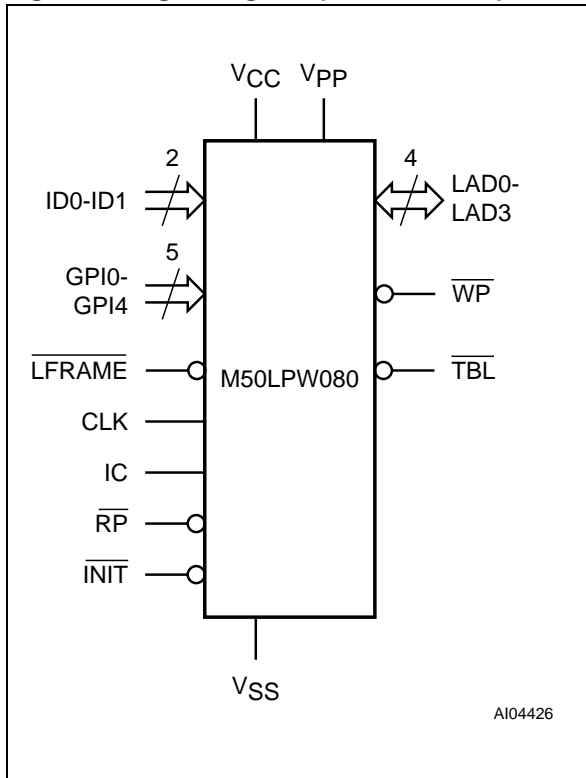 VCC VPP
2
ID0-ID1
4
LAD0-
LAD3
5
GPI0-
GPI4
WP
LFRAME
M50LPW080
TBL
CLK
IC
RP
INIT
VSS
AI04426